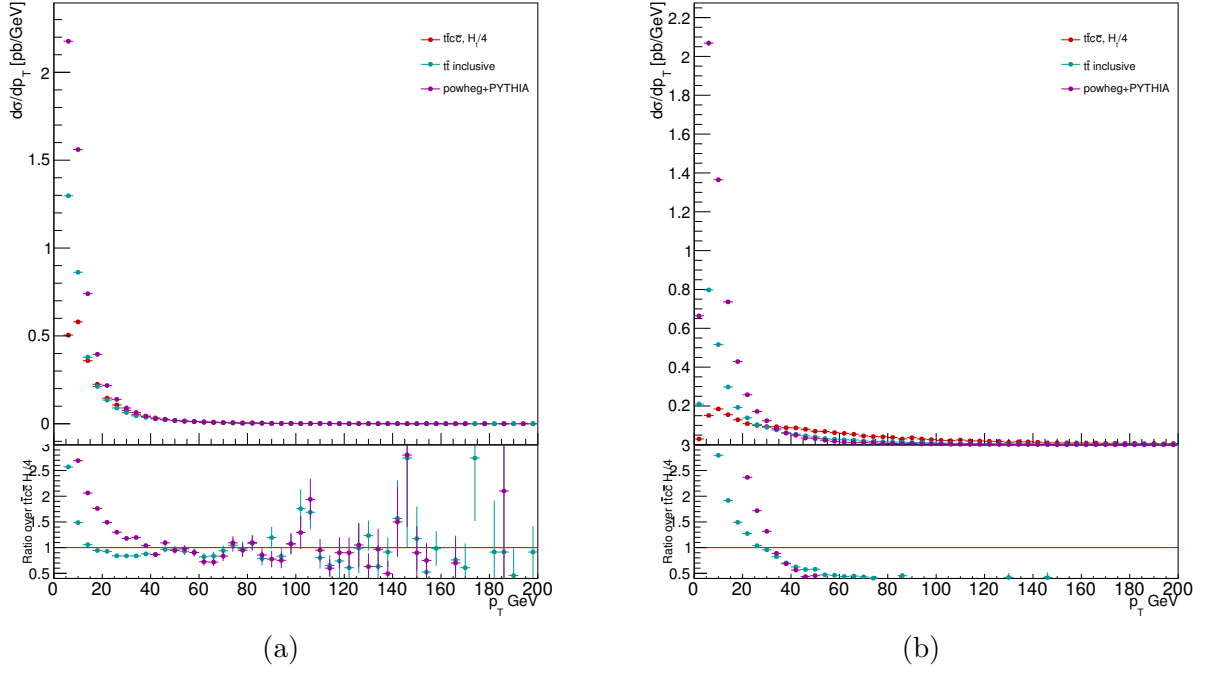 dσ/dp_T [pb/GeV]
2
1.5
1
0.5
0
tt̄cc̄, H_t/4
tt̄ inclusive
powheg+PYTHIA
Ratio over tt̄cc̄ H_t/4
3
2.5
2
1.5
1
0.5
0 20 40 60 80 100 120 140 160 180 200
p_T GeV
(a)
dσ/dp_T [pb/GeV]
2.2
2
1.8
1.6
1.4
1.2
1
0.8
0.6
0.4
0.2
tt̄cc̄, H_t/4
tt̄ inclusive
powheg+PYTHIA
Ratio over tt̄cc̄ H_t/4
3
2.5
2
1.5
1
0.5
0 20 40 60 80 100 120 140 160 180 200
p_T GeV
(b)